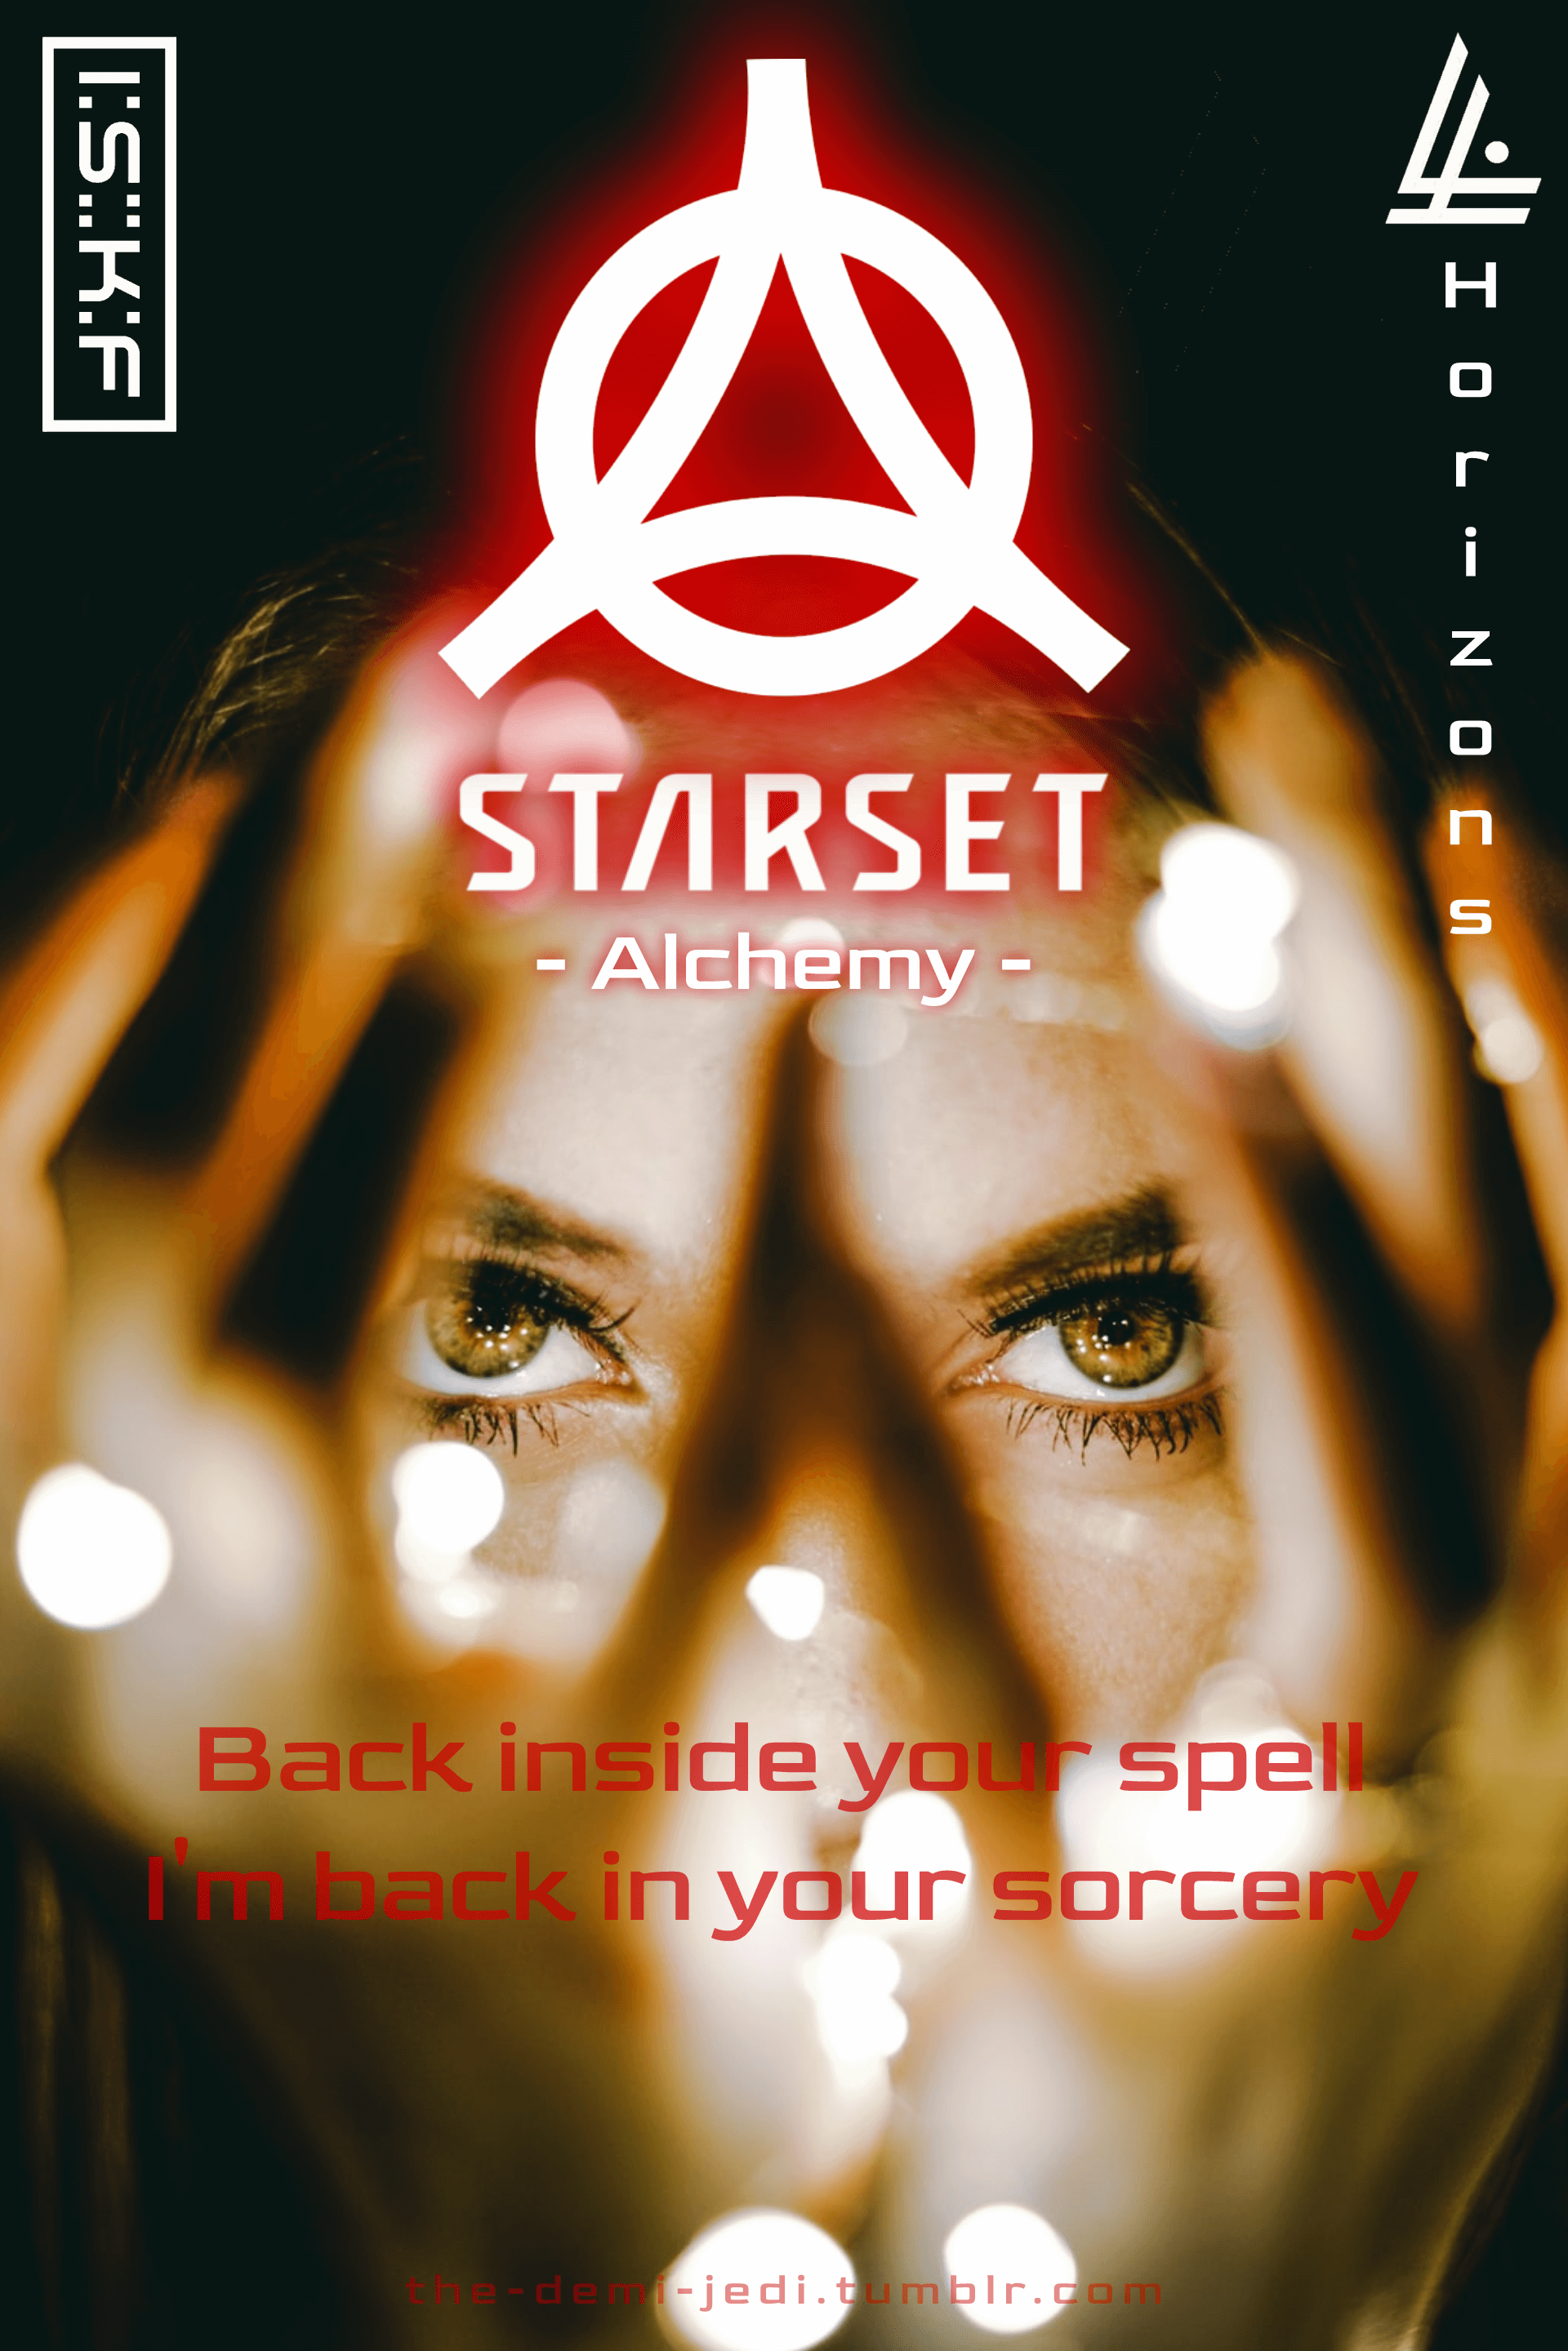 I:S:K:F
Horizons
STARSET
- Alchemy -
Back inside your spell
I'm back in your sorcery
the-demi-jedi.tumblr.com